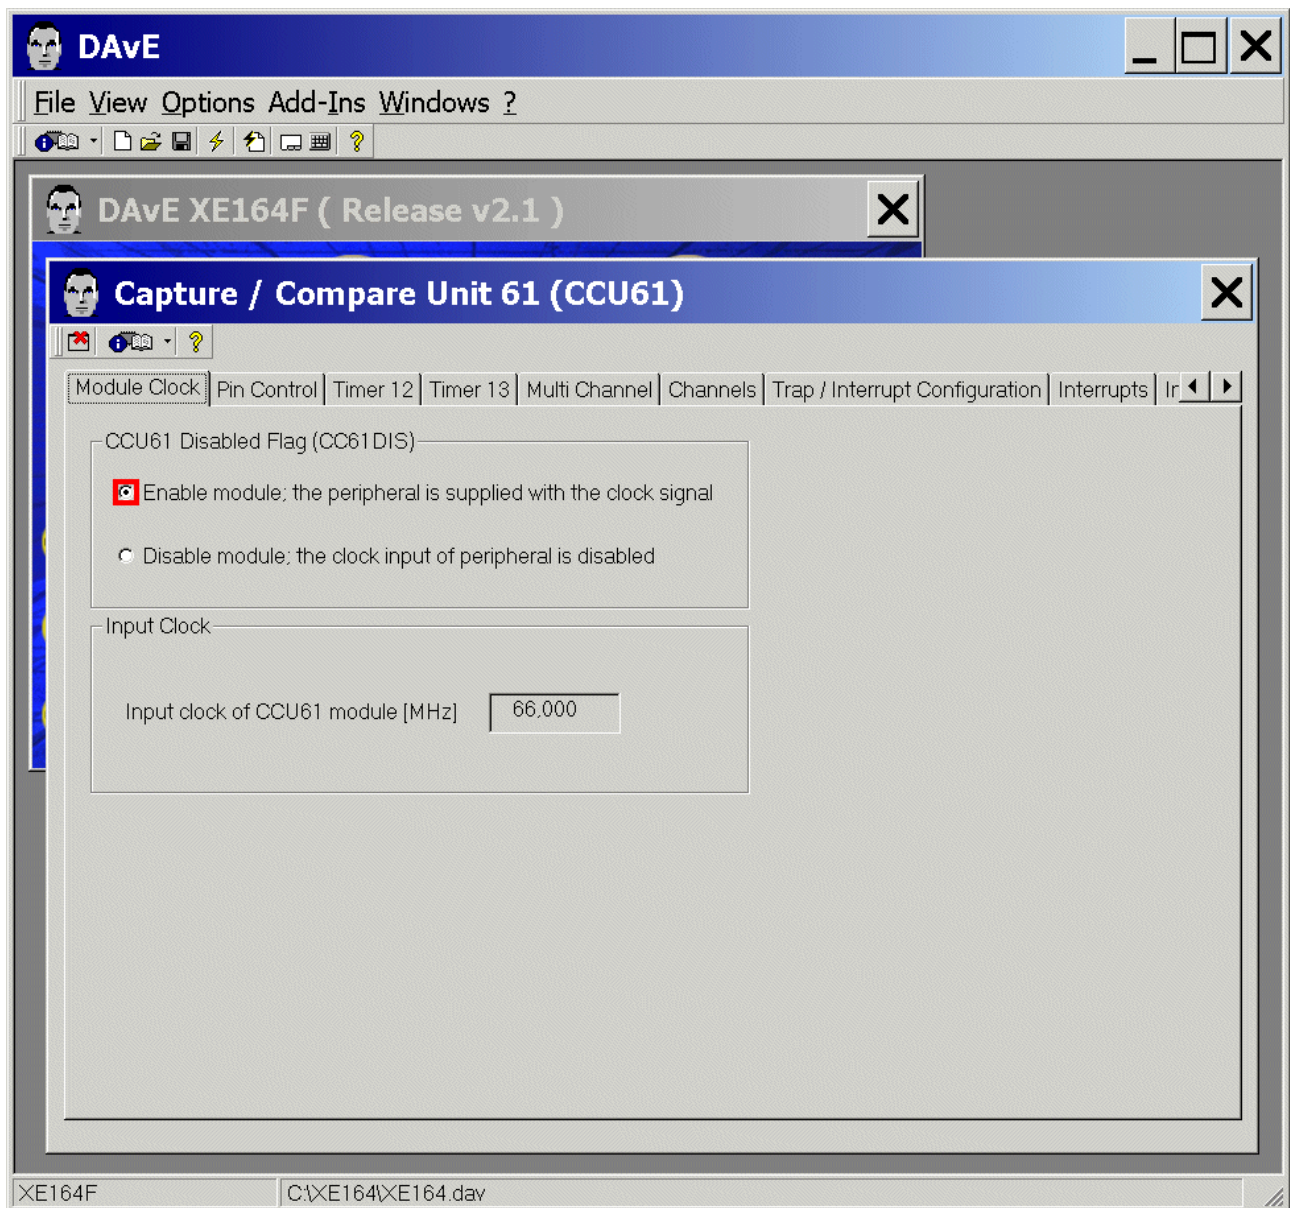 DAvE
File View Options Add-Ins Windows ?
DAvE XE164F ( Release v2.1 )
Capture / Compare Unit 61 (CCU61)
Module Clock Pin Control Timer 12 Timer 13 Multi Channel Channels Trap / Interrupt Configuration Interrupts
CCU61 Disabled Flag (CC61DIS)
Enable module; the peripheral is supplied with the clock signal
Disable module; the clock input of peripheral is disabled
Input Clock
Input clock of CCU61 module [MHz] 66,000
XE164F C:\XE164\XE164.dav